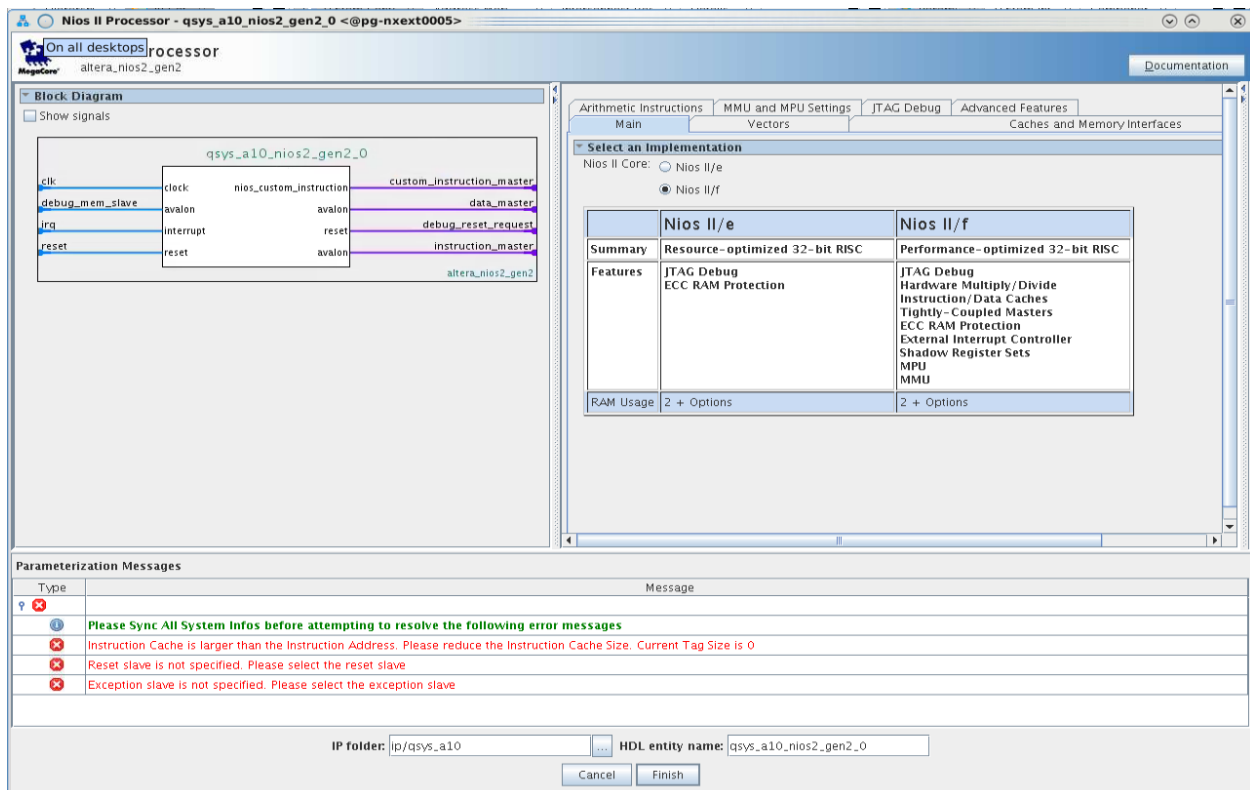 Nios II Processor - qsys_a10_nios2_gen2_0 <@pg-nxext0005>
On all desktops
rocessor
MegaCore'
altera_nios2_gen2
Documentation
Block Diagram
Show signals
qsys_a10_nios2_gen2_0
clk
clock
nios_custom_instruction
custom_instruction_master
debug_mem_slave
avalon
avalon
data_master
irq
interrupt
reset
debug_reset_request
reset
reset
avalon
instruction_master
altera_nios2_gen2
Arithmetic Instructions
MMU and MPU Settings
JTAG Debug
Advanced Features
Main
Vectors
Caches and Memory Interfaces
Select an Implementation
Nios II Core:
Nios II/e
Nios II/f
Nios II/e
Nios II/f
Summary
Resource-optimized 32-bit RISC
Performance-optimized 32-bit RISC
Features
JTAG Debug
ECC RAM Protection
JTAG Debug
Hardware Multiply/Divide
Instruction/Data Caches
Tightly-Coupled Masters
ECC RAM Protection
External Interrupt Controller
Shadow Register Sets
MPU
MMU
RAM Usage
2 + Options
2 + Options
Parameterization Messages
Type
Message
Please Sync All System Infos before attempting to resolve the following error messages
Instruction Cache is larger than the Instruction Address. Please reduce the Instruction Cache Size. Current Tag Size is 0
Reset slave is not specified. Please select the reset slave
Exception slave is not specified. Please select the exception slave
IP folder:
ip/qsys_a10
...
HDL entity name:
qsys_a10_nios2_gen2_0
Cancel
Finish